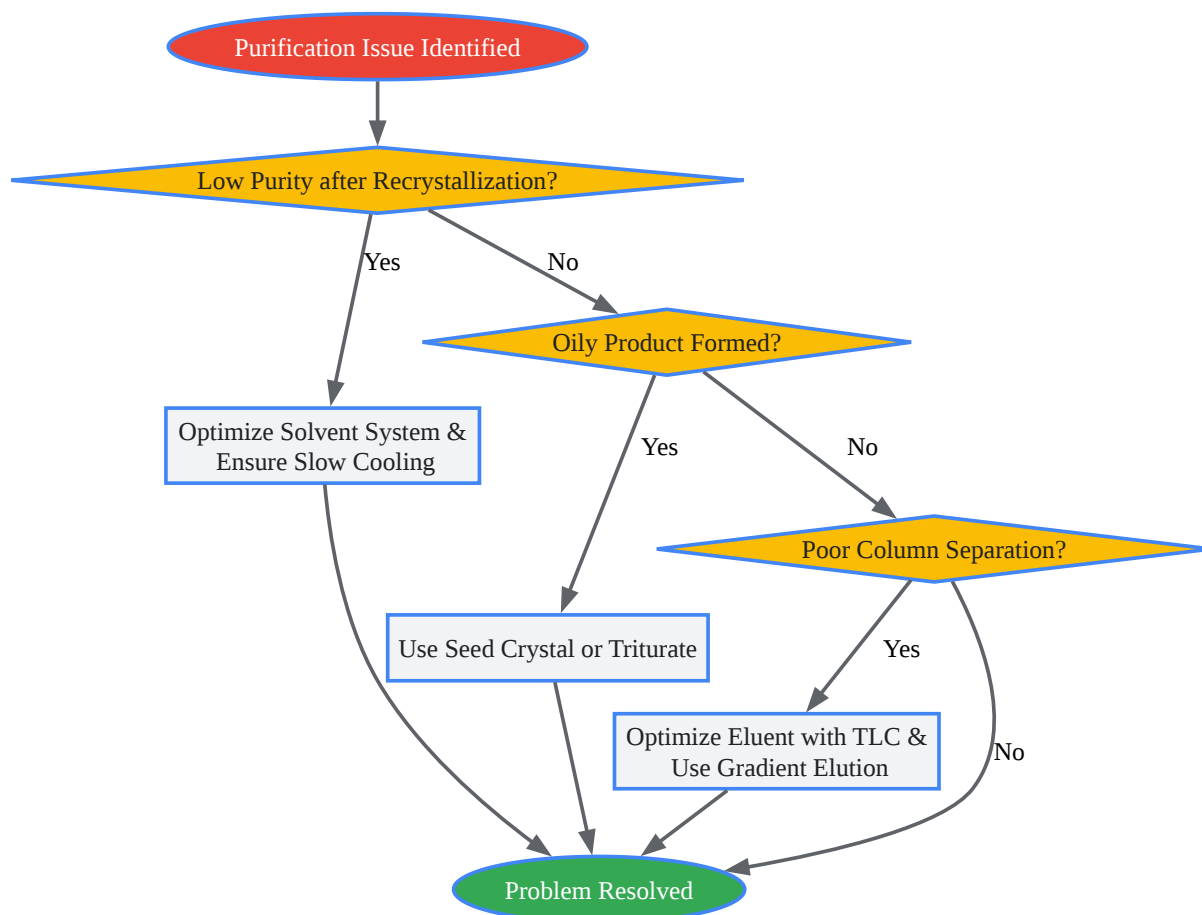 Purification Issue Identified
Low Purity after Recrystallization?
Yes
No
Oily Product Formed?
Optimize Solvent System &
Ensure Slow Cooling
Yes
No
Poor Column Separation?
Use Seed Crystal or Triturate
Yes
Optimize Eluent with TLC &
Use Gradient Elution
No
Problem Resolved